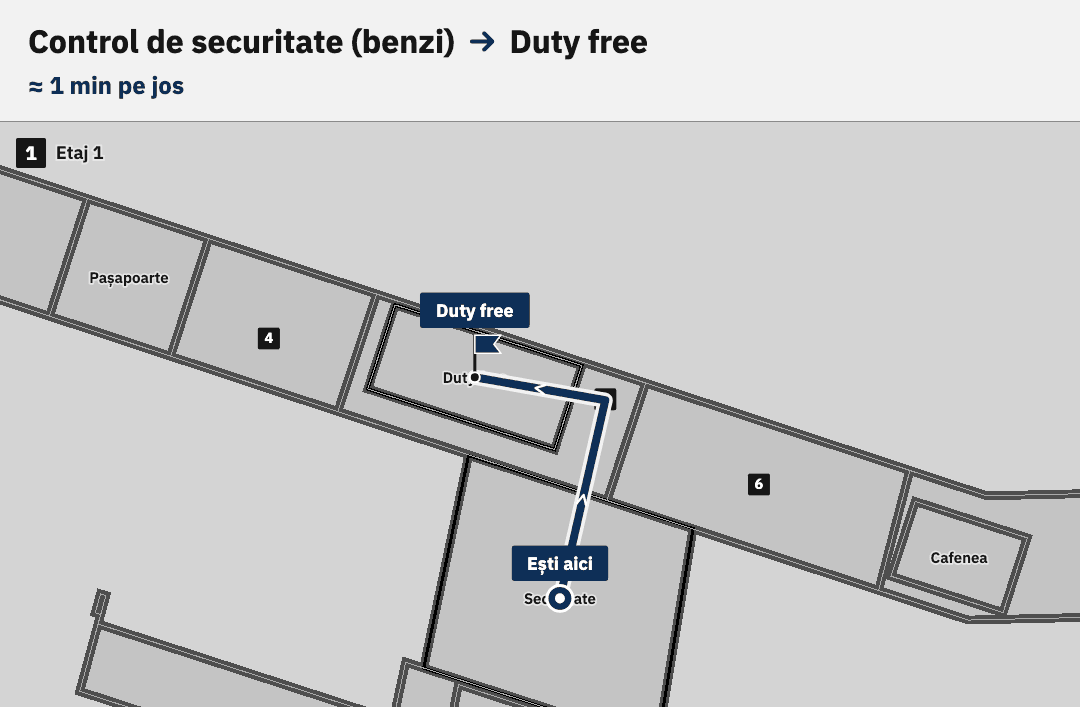 Control de securitate (benzi) → Duty free
≈ 1 min pe jos
1 Etaj 1
Pașapoarte
Duty free
4
6
Ești aici
Cafenea